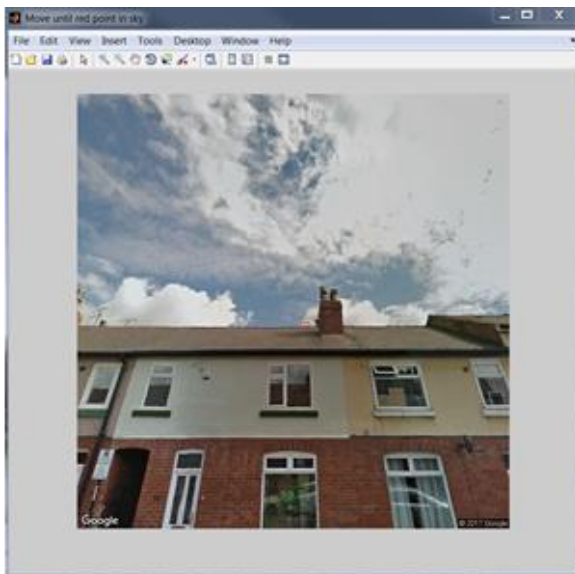 Move until red point in sky
File Edit View Insert Tools Desktop Window Help
Google
© 2017 Google